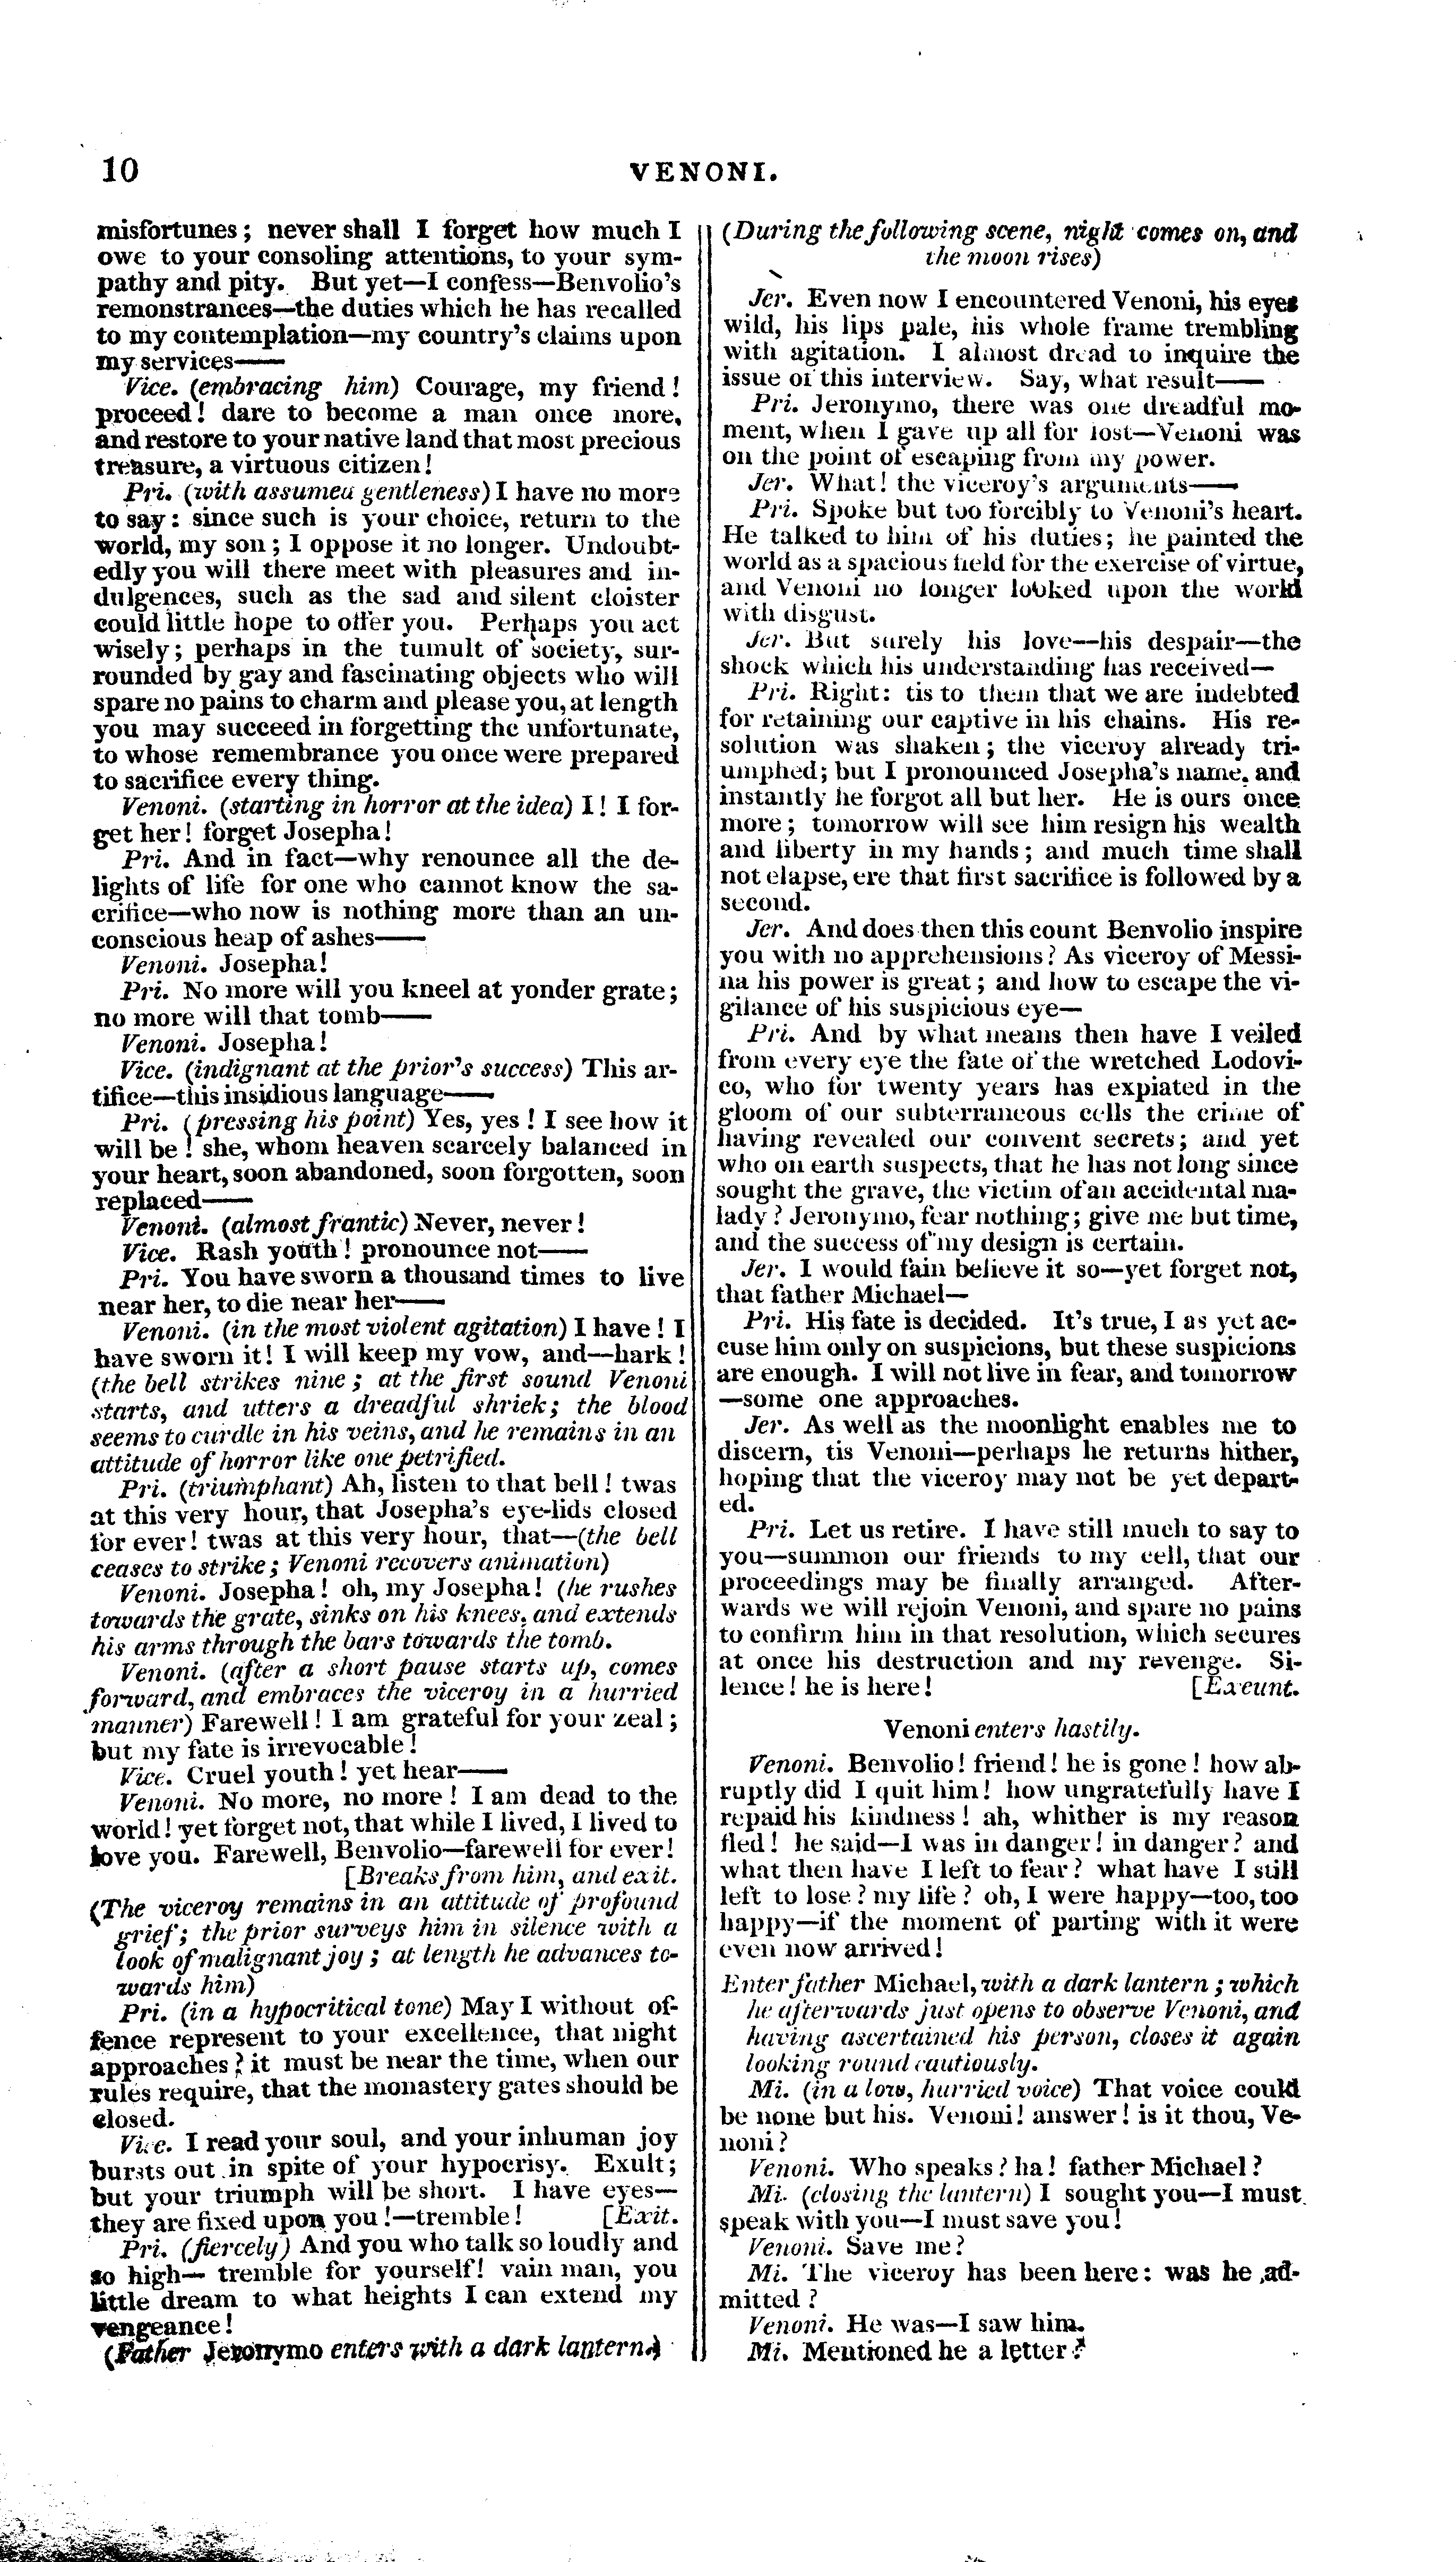 10
VENONI.
misfortunes; never shall I forget how much I
owe to your consoling attentions, to your sym-
pathy and pity. But yet—I confess—Benvolio's
remonstrances—the duties which he has recalled
to my contemplation—my country's claims upon
my services——
Vice. (embracing him) Courage, my friend!
proceed! dare to become a man once more,
and restore to your native land that most precious
treasure, a virtuous citizen!
Pri. (with assumed gentleness) I have no more
to say: since such is your choice, return to the
world, my son; I oppose it no longer. Undoubt-
edly you will there meet with pleasures and in-
dulgences, such as the sad and silent cloister
could little hope to offer you. Perhaps you act
wisely; perhaps in the tumult of society, sur-
rounded by gay and fascinating objects who will
spare no pains to charm and please you, at length
you may succeed in forgetting the unfortunate,
to whose remembrance you once were prepared
to sacrifice every thing.
Venoni. (starting in horror at the idea) I! I for-
get her! forget Josepha!
Pri. And in fact—why renounce all the de-
lights of life for one who cannot know the sa-
crifice—who now is nothing more than an un-
conscious heap of ashes——
Venoni. Josepha!
Pri. No more will you kneel at yonder grate;
no more will that tomb——
Venoni. Josepha!
Vice. (indignant at the prior's success) This ar-
tifice—this insidious language——
Pri. (pressing his point) Yes, yes! I see how it
will be! she, whom heaven scarcely balanced in
your heart, soon abandoned, soon forgotten, soon
replaced——
Venoni. (almost frantic) Never, never!
Vice. Rash youth! pronounce not——
Pri. You have sworn a thousand times to live
near her, to die near her——
Venoni. (in the most violent agitation) I have! I
have sworn it! I will keep my vow, and—hark!
(the bell strikes nine; at the first sound Venoni
starts, and utters a dreadful shriek; the blood
seems to curdle in his veins, and he remains in an
attitude of horror like one petrified.
Pri. (triumphant) Ah, listen to that bell! twas
at this very hour, that Josepha's eye-lids closed
for ever! twas at this very hour, that—(the bell
ceases to strike; Venoni recovers animation)
Venoni. Josepha! oh, my Josepha! (he rushes
towards the grate, sinks on his knees, and extends
his arms through the bars towards the tomb.
Venoni. (after a short pause starts up, comes
forward, and embraces the viceroy in a hurried
manner) Farewell! I am grateful for your zeal;
but my fate is irrevocable!
Vice. Cruel youth! yet hear——
Venoni. No more, no more! I am dead to the
world! yet forget not, that while I lived, I lived to
love you. Farewell, Benvolio—farewell for ever!
[Breaks from him, and exit.
(The viceroy remains in an attitude of profound
grief; the prior surveys him in silence with a
look of malignant joy; at length he advances to-
wards him)
Pri. (in a hypocritical tone) May I without of-
fence represent to your excellence, that night
approaches? it must be near the time, when our
rules require, that the monastery gates should be
closed.
Vice. I read your soul, and your inhuman joy
bursts out in spite of your hypocrisy. Exult;
but your triumph will be short. I have eyes—
they are fixed upon you!—tremble! [Exit.
Pri. (fiercely) And you who talk so loudly and
so high— tremble for yourself! vain man, you
little dream to what heights I can extend my
vengeance!
(Father Jeronymo enters with a dark lantern.)
(During the following scene, night comes on, and
the moon rises)
Jer. Even now I encountered Venoni, his eyes
wild, his lips pale, his whole frame trembling
with agitation. I almost dread to inquire the
issue of this interview. Say, what result——
Pri. Jeronymo, there was one dreadful mo-
ment, when I gave up all for lost—Venoni was
on the point of escaping from my power.
Jer. What! the viceroy's arguments——
Pri. Spoke but too forcibly to Venoni's heart.
He talked to him of his duties; he painted the
world as a spacious field for the exercise of virtue,
and Venoni no longer looked upon the world
with disgust.
Jer. But surely his love—his despair—the
shock which his understanding has received—
Pri. Right: tis to them that we are indebted
for retaining our captive in his chains. His re-
solution was shaken; the viceroy already tri-
umphed; but I pronounced Josepha's name, and
instantly he forgot all but her. He is ours once
more; tomorrow will see him resign his wealth
and liberty in my hands; and much time shall
not elapse, ere that first sacrifice is followed by a
second.
Jer. And does then this count Benvolio inspire
you with no apprehensions? As viceroy of Messi-
na his power is great; and how to escape the vi-
gilance of his suspicious eye—
Pri. And by what means then have I veiled
from every eye the fate of the wretched Lodovi-
co, who for twenty years has expiated in the
gloom of our subterraneous cells the crime of
having revealed our convent secrets; and yet
who on earth suspects, that he has not long since
sought the grave, the victim of an accidental ma-
lady? Jeronymo, fear nothing; give me but time,
and the success of my design is certain.
Jer. I would fain believe it so—yet forget not,
that father Michael—
Pri. His fate is decided. It's true, I as yet ac-
cuse him only on suspicions, but these suspicions
are enough. I will not live in fear, and tomorrow
—some one approaches.
Jer. As well as the moonlight enables me to
discern, tis Venoni—perhaps he returns hither,
hoping that the viceroy may not be yet depart-
ed.
Pri. Let us retire. I have still much to say to
you—summon our friends to my cell, that our
proceedings may be finally arranged. After-
wards we will rejoin Venoni, and spare no pains
to confirm him in that resolution, which secures
at once his destruction and my revenge. Si-
lence! he is here! [Exeunt.
Venoni enters hastily.
Venoni. Benvolio! friend! he is gone! how ab-
ruptly did I quit him! how ungratefully have I
repaid his kindness! ah, whither is my reason
fled! he said—I was in danger! in danger? and
what then have I left to fear? what have I still
left to lose? my life? oh, I were happy—too, too
happy—if the moment of parting with it were
even now arrived!
Enter father Michael, with a dark lantern; which
he afterwards just opens to observe Venoni, and
having ascertained his person, closes it again
looking round cautiously.
Mi. (in a low, hurried voice) That voice could
be none but his. Venoni! answer! is it thou, Ve-
noni?
Venoni. Who speaks? ha! father Michael?
Mi. (closing the lantern) I sought you—I must
speak with you—I must save you!
Venoni. Save me?
Mi. The viceroy has been here: was he ad-
mitted?
Venoni. He was—I saw him.
Mi. Mentioned he a letter?